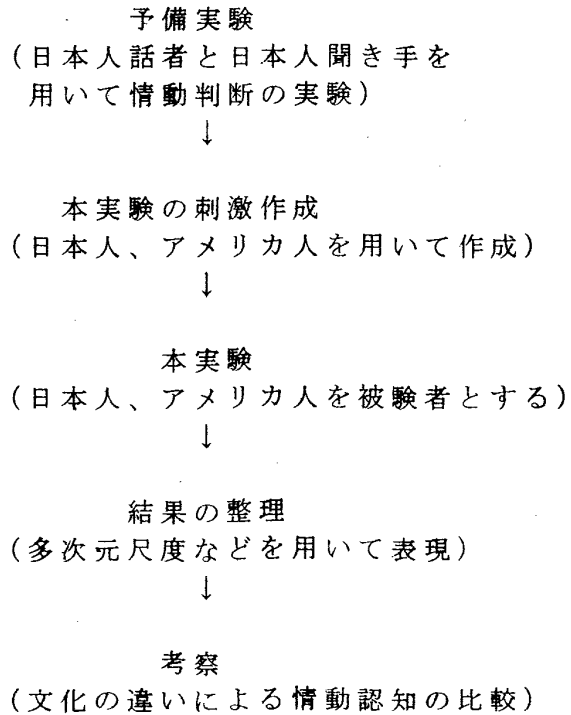 予備実験
(日本人話者と日本人聞き手を
用いて情動判断の実験)
↓
本実験の刺激作成
(日本人、アメリカ人を用いて作成)
↓
本実験
(日本人、アメリカ人を被験者とする)
↓
結果の整理
(多次元尺度などを用いて表現)
↓
考察
(文化の違いによる情動認知の比較)